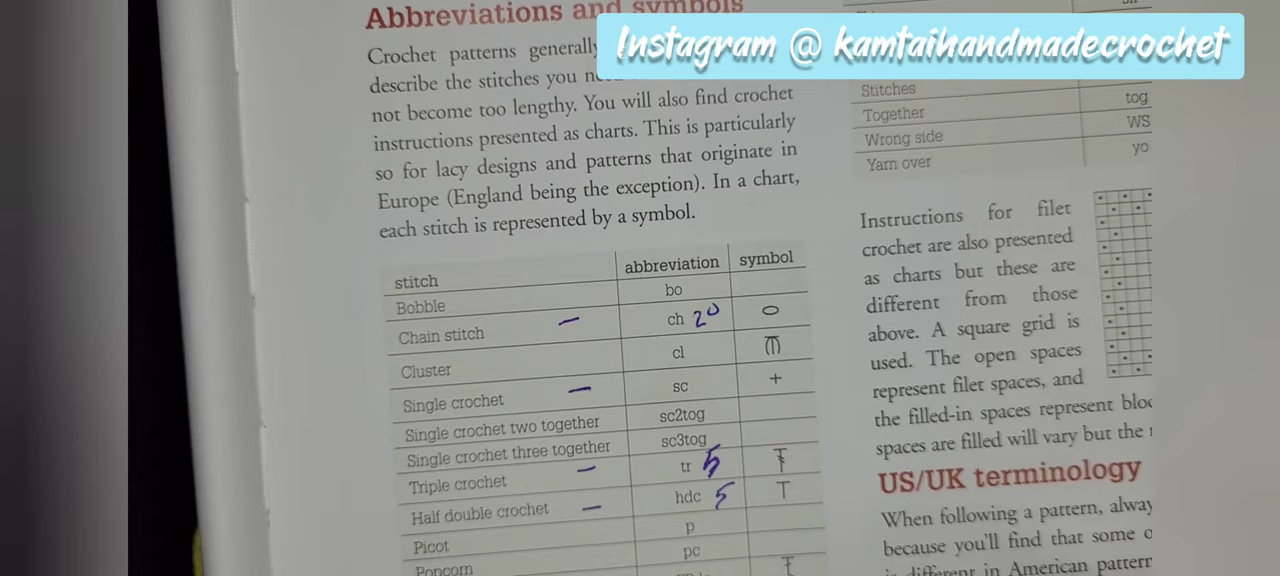 Abbreviations and symbols
Instagram @ kamtaihandmadecrochet
Crochet patterns generally
describe the stitches you
not become too lengthy. You will also find crochet
instructions presented as charts. This is particularly
so for lacy designs and patterns that originate in
Europe (England being the exception). In a chart,
each stitch is represented by a symbol.
stitch abbreviation symbol
Bobble bo
Chain stitch — ch 20
Cluster cl
Single crochet — sc +
Single crochet two together sc2tog
Single crochet three together sc3tog
Triple crochet — tr 5
Half double crochet — hdc 5
Picot p
Popcorn pc
Stitches
Together tog
Wrong side WS
Yarn over yo
Instructions for filet
crochet are also presented
as charts but these are
different from those
above. A square grid is
used. The open spaces
represent filet spaces, and
the filled-in spaces represent
spaces are filled will vary but the
US/UK terminology
When following a pattern,
because you'll find that some
is different in American